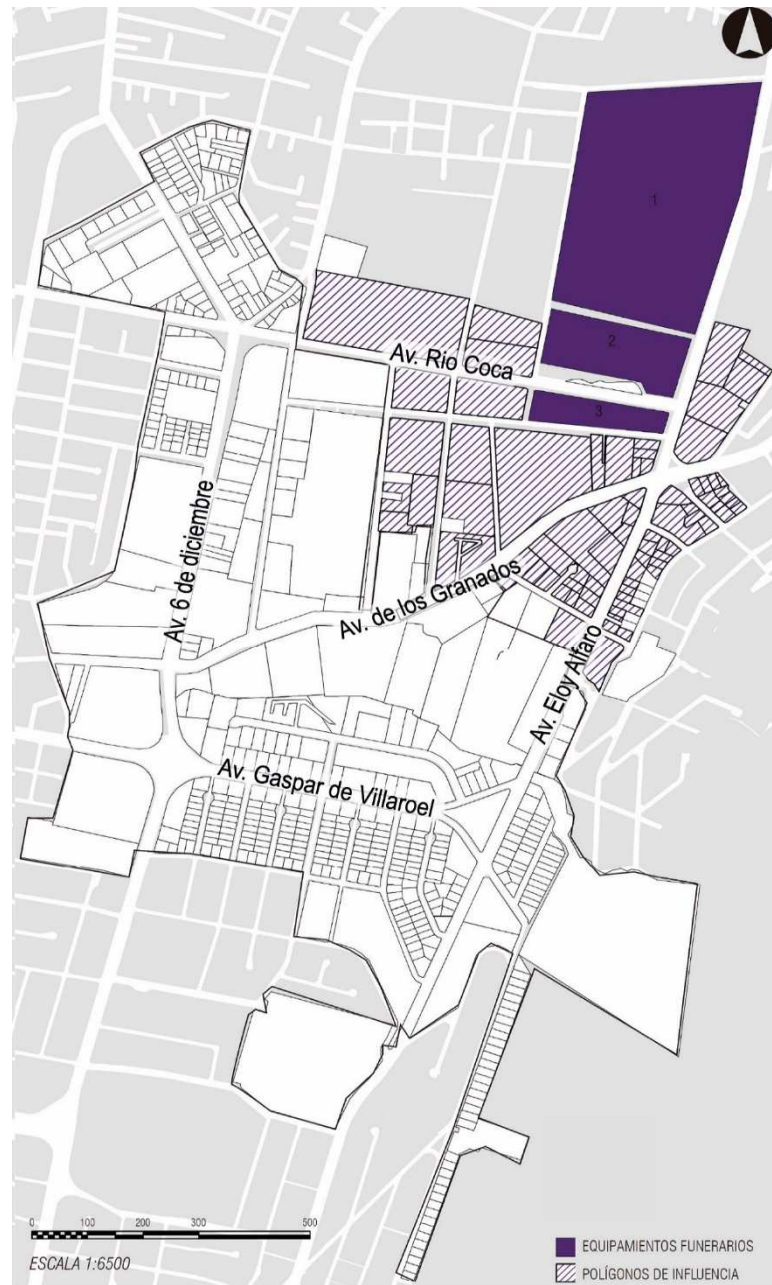 1
2
Av. Rio Coca
3
Av. 6 de diciembre
Av. de los Granados
Av. Eloy Alfaro
Av. Gaspar de Villaroel
0 100 200 300 500
ESCALA 1:6500
EQUIPAMIENTOS FUNERARIOS
POLÍGONOS DE INFLUENCIA